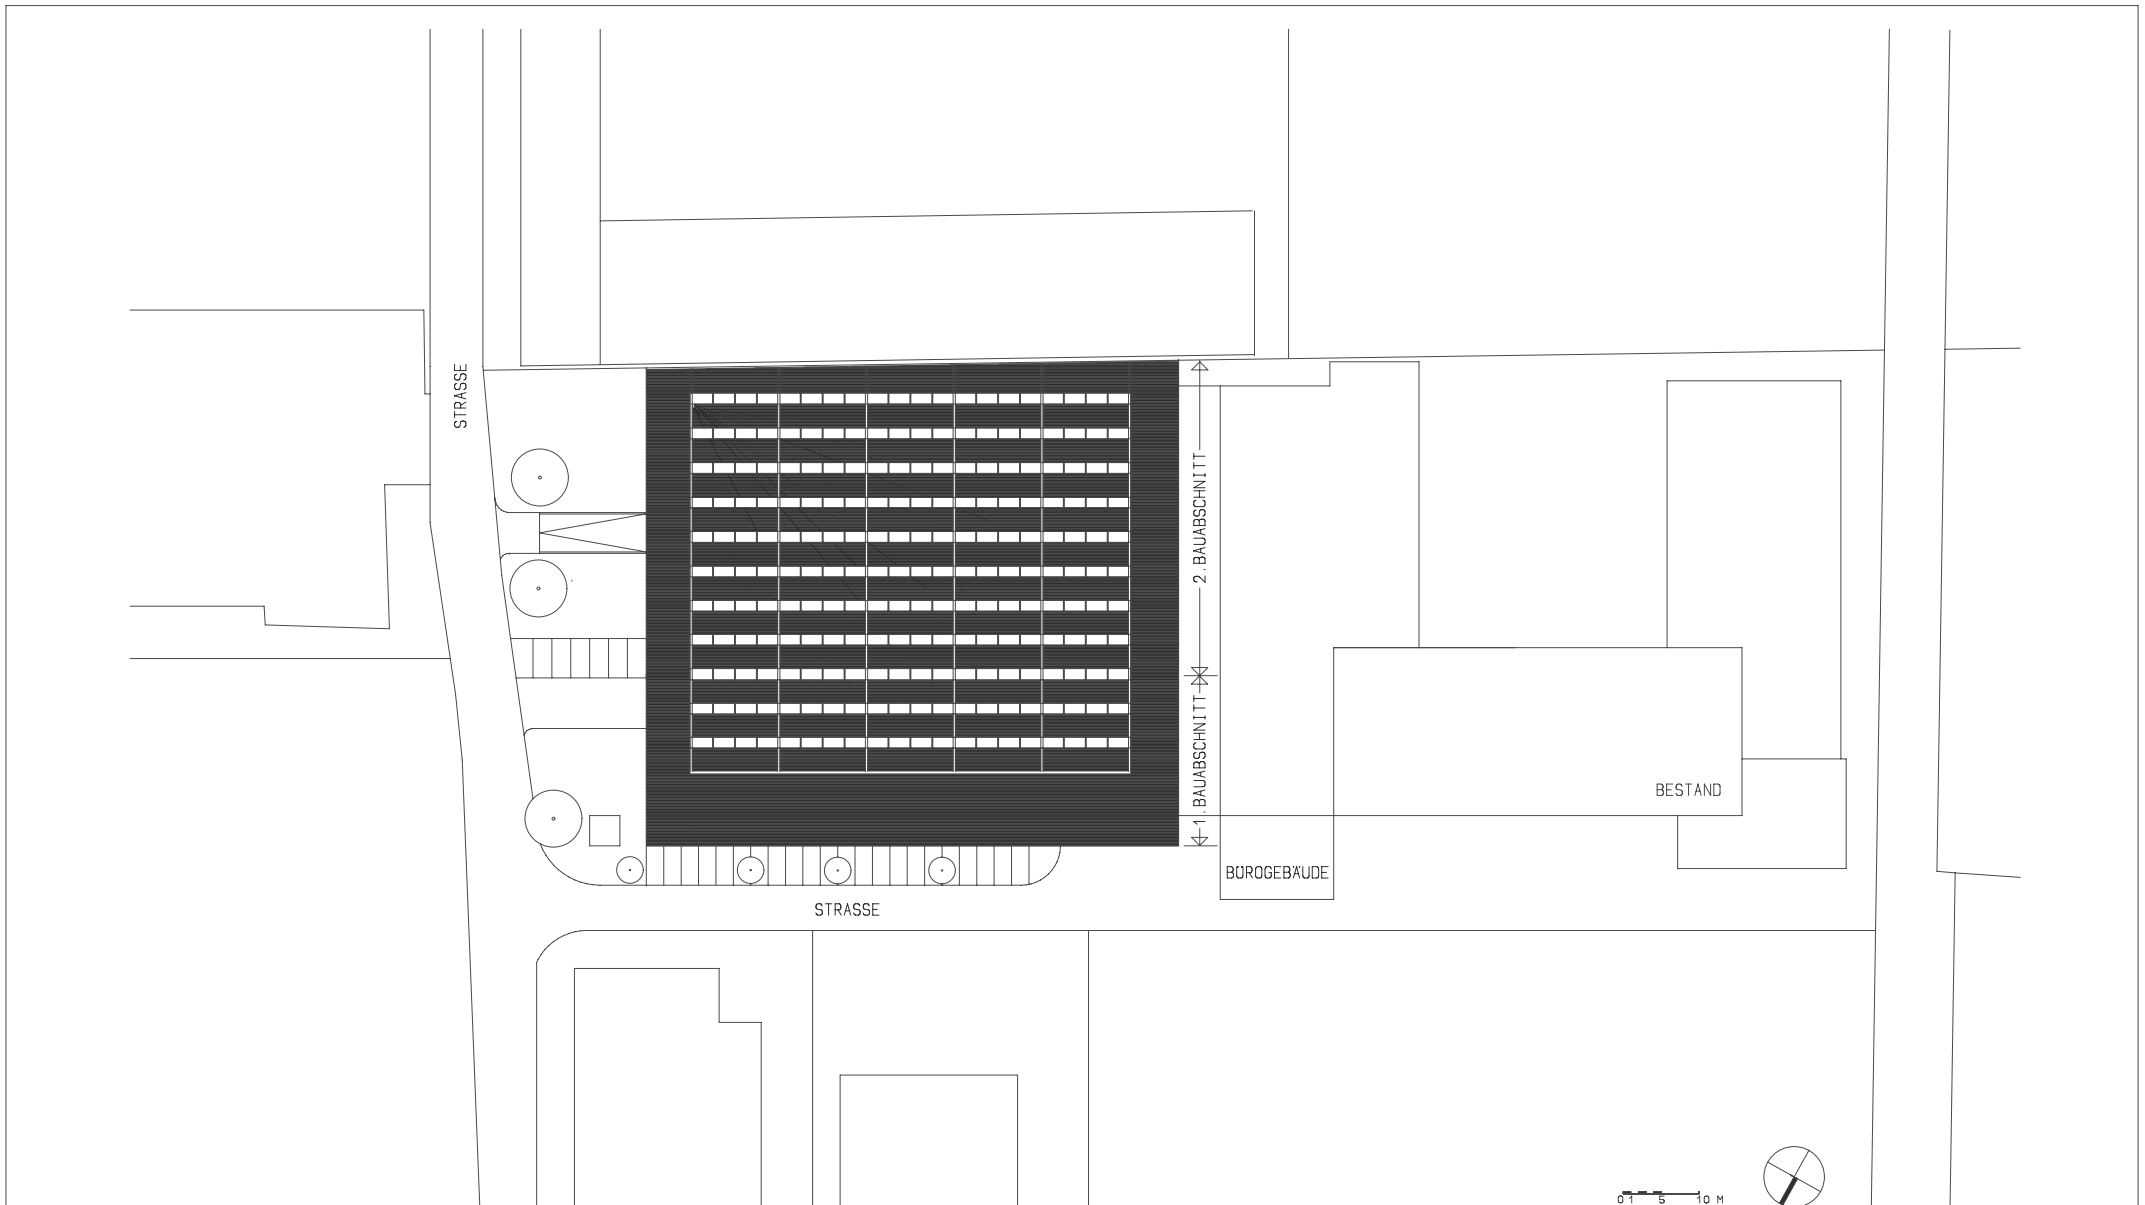 STRASSE
2.BAUABSCHNITT
1.BAUABSCHNITT
BESTAND
BÜROGEBÄUDE
STRASSE
0 1 5 10 M